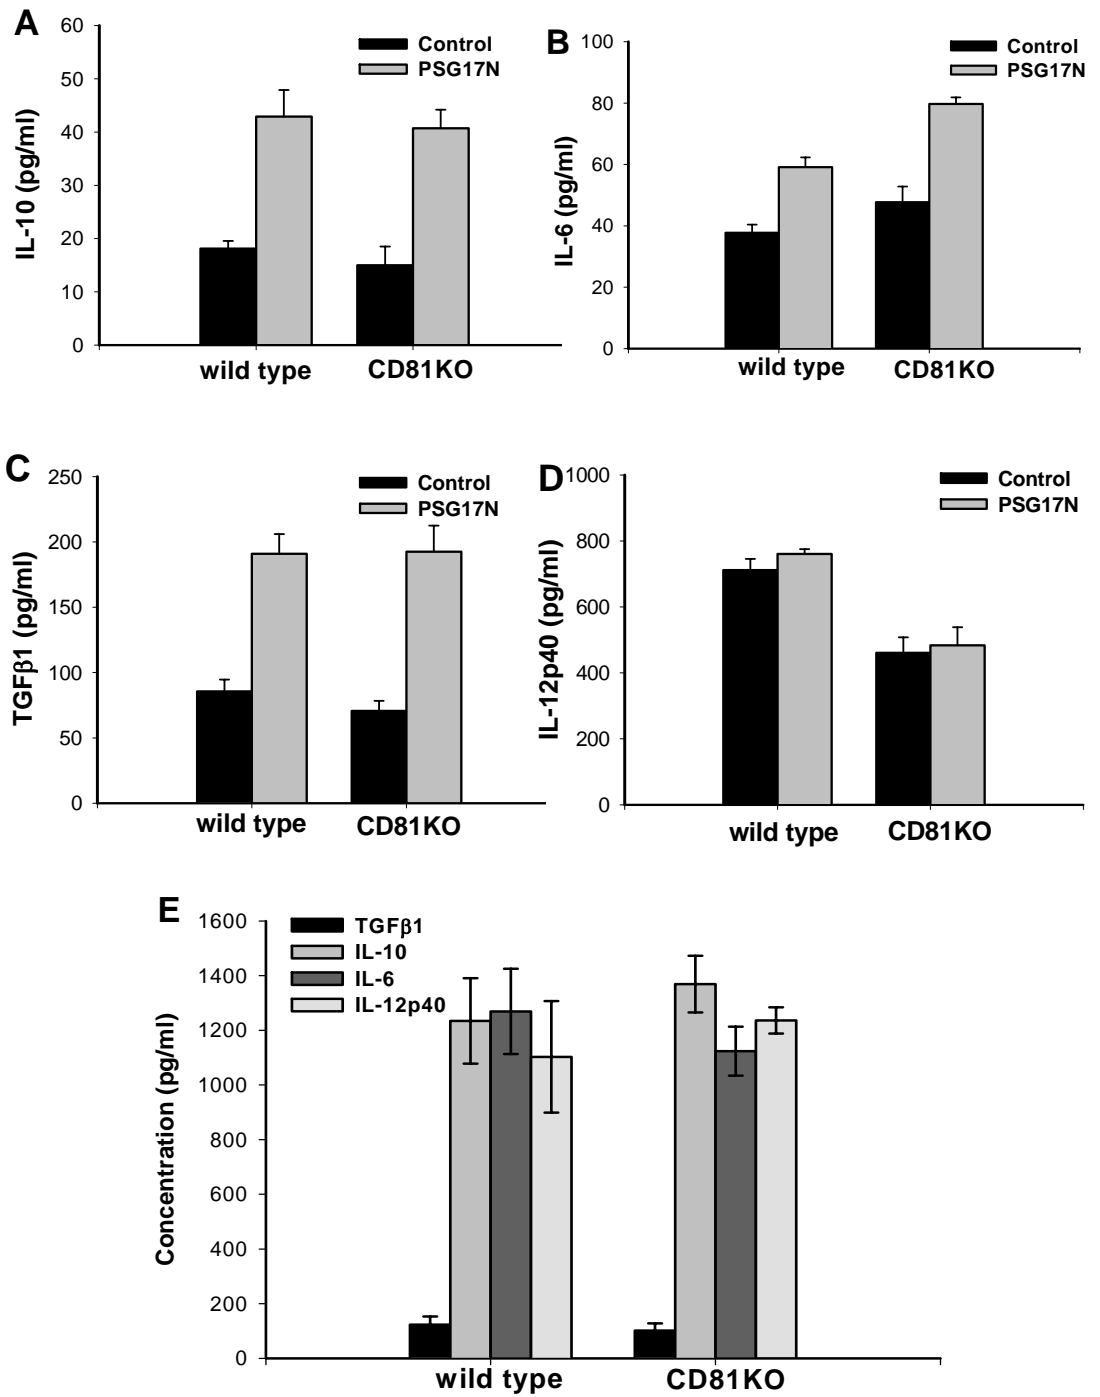 A
60
50
40
30
20
10
0
IL-10 (pg/ml)
Control
PSG17N
wild type
CD81KO
B
100
80
60
40
20
0
IL-6 (pg/ml)
Control
PSG17N
wild type
CD81KO
C
250
200
150
100
50
0
TGFβ1 (pg/ml)
Control
PSG17N
wild type
CD81KO
D
1000
800
600
400
200
0
IL-12p40 (pg/ml)
Control
PSG17N
wild type
CD81KO
E
1600
1400
1200
1000
800
600
400
200
0
Concentration (pg/ml)
TGFβ1
IL-10
IL-6
IL-12p40
wild type
CD81KO